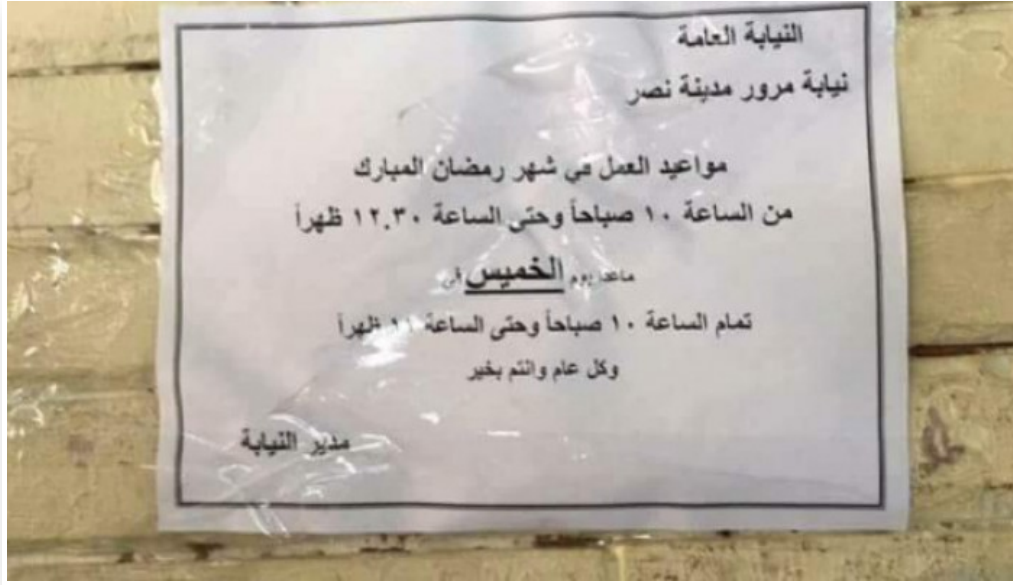 النيابة العامة
نيابة مرور مدينة نصر
مواعيد العمل في شهر رمضان المبارك
من الساعة ١٠ صباحاً وحتى الساعة ١٢.٣٠ ظهراً
ماعدا يوم الخميس في
تمام الساعة ١٠ صباحاً وحتى الساعة ظهراً
وكل عام وانتم بخير
مدير النيابة